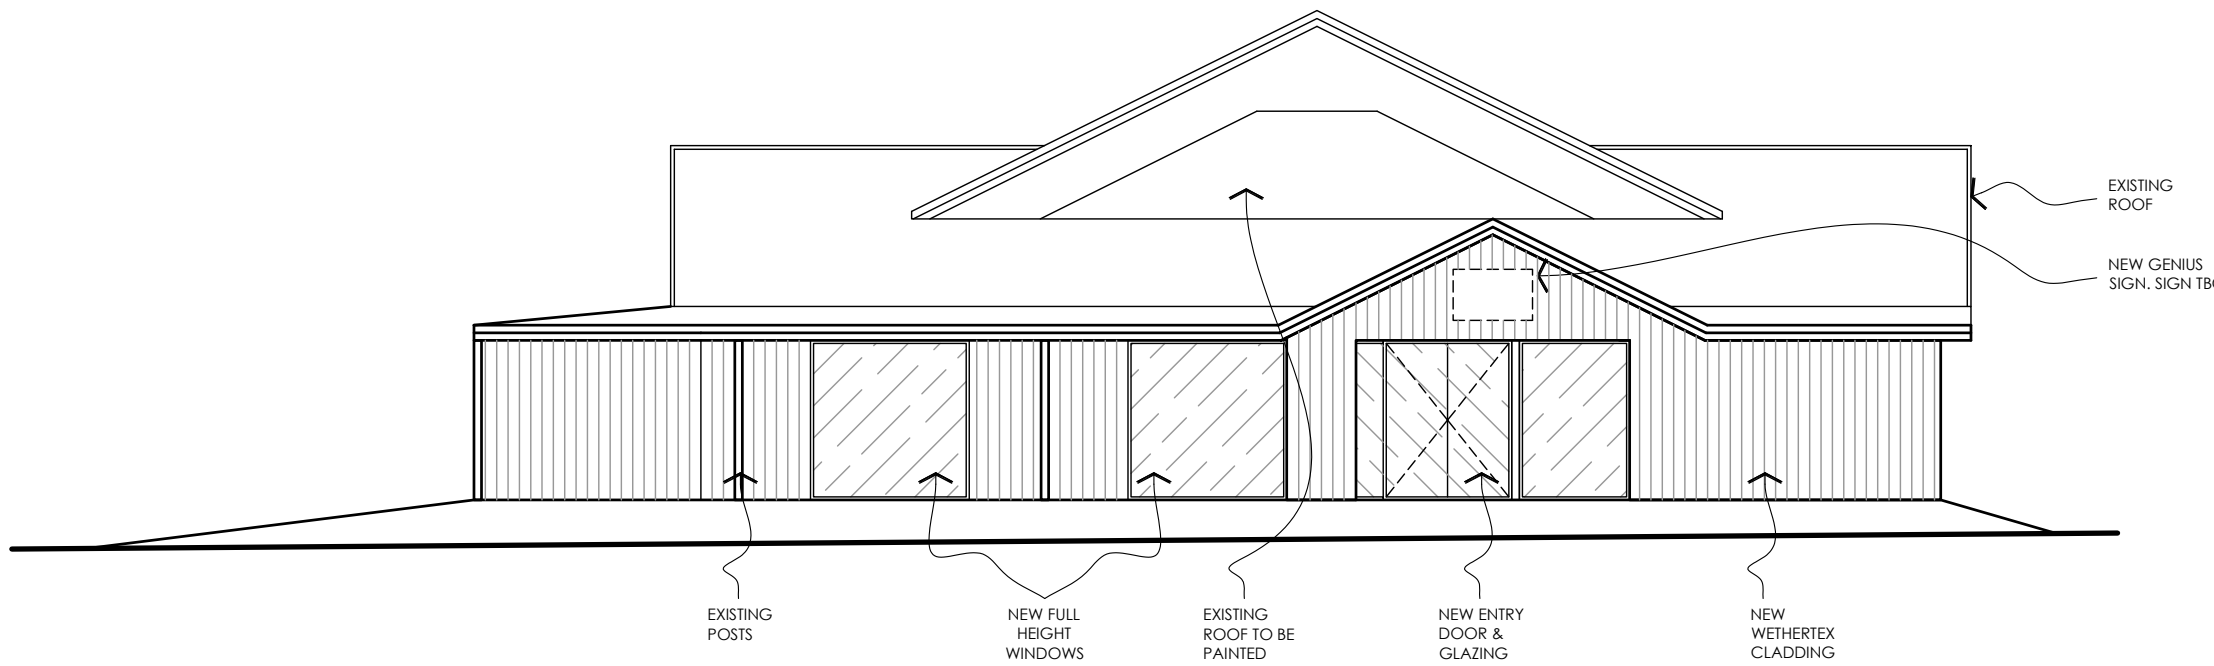 EXISTING
ROOF
NEW GENIUS
SIGN. SIGN
EXISTING
POSTS
NEW FULL
HEIGHT
WINDOWS
EXISTING
ROOF TO BE
PAINTED
NEW ENTRY
DOOR &
GLAZING
NEW
WETHERTEX
CLADDING